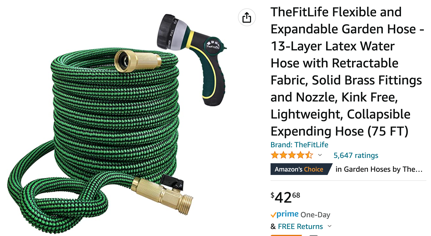 TheFitLife Flexible and
Expandable Garden Hose -
13-Layer Latex Water
Hose with Retractable
Fabric, Solid Brass Fittings
and Nozzle, Kink Free,
Lightweight, Collapsible
Expending Hose (75 FT)
Brand: TheFitLife
5,647 ratings
Amazon's Choice in Garden Hoses by The...
$4268
prime One-Day
& FREE Returns